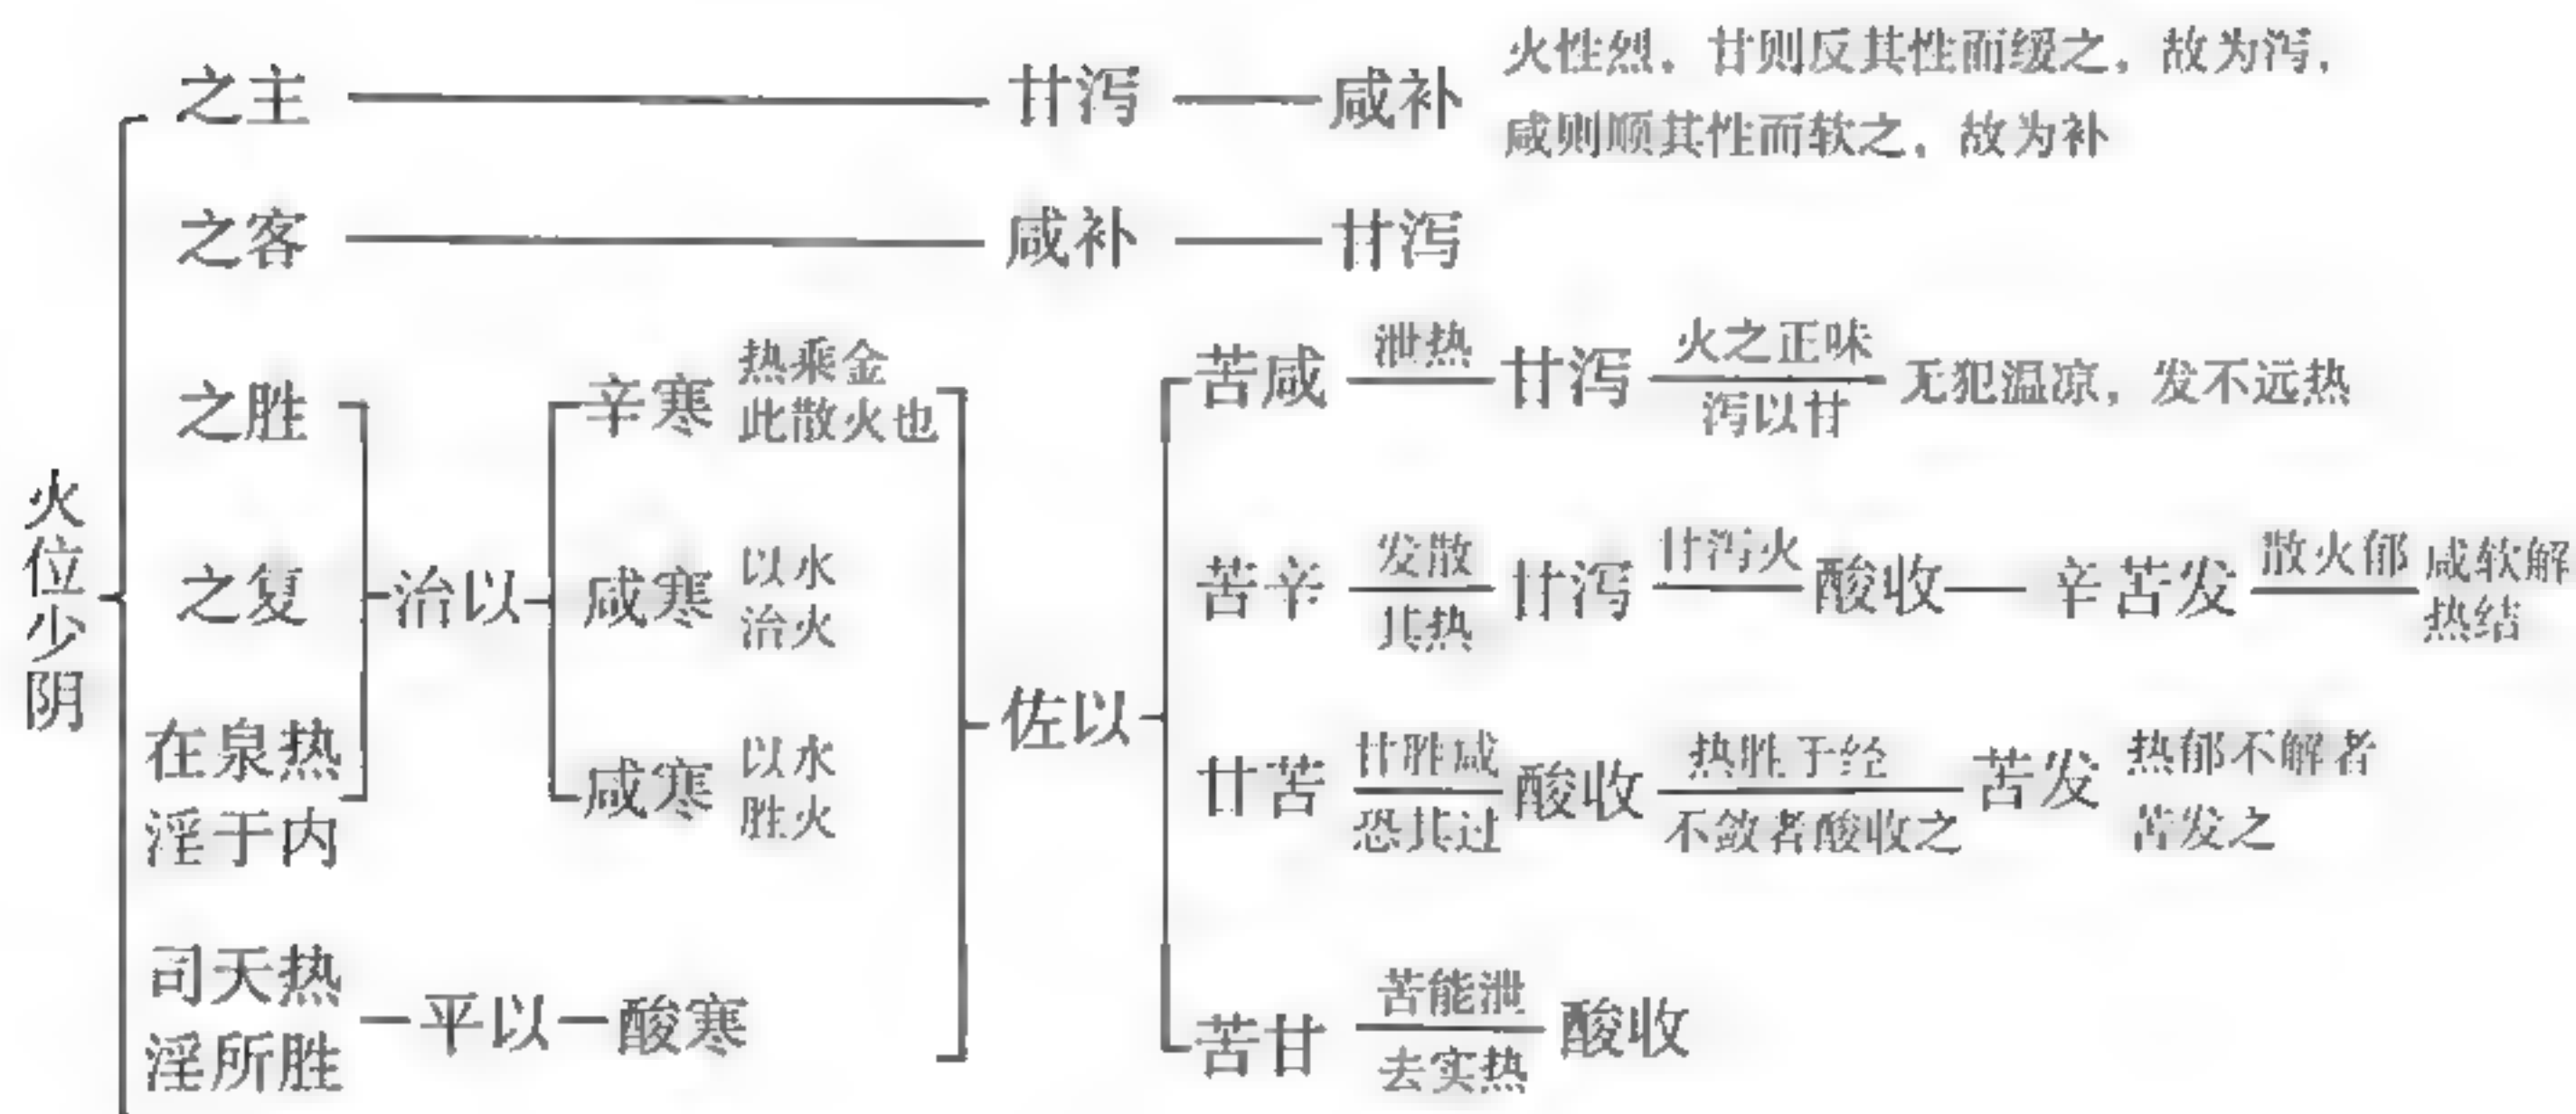 火位少阴
之主 甘泻 咸补 火性烈，甘则反其性而缓之，故为泻，
咸则顺其性而软之，故为补
之客 咸补 甘泻
之胜
之复
在泉热
淫于内
治以
辛寒 热乘金
此散火也
咸寒 以水
治火
咸寒 以水
胜火
司天热
淫所胜
平以 酸寒
佐以
苦咸 泄热 甘泻 火之正味
泻以甘
无犯温凉，发不远热
苦辛 发散
其热
甘泻 甘泻火 酸收 辛苦发 散火郁 咸软解
热结
甘苦 甘胜咸
恐其过
酸收 热胜于经
不敛者酸收之
苦发 热郁不解者
苦发之
苦甘 苦能泄
去实热
酸收